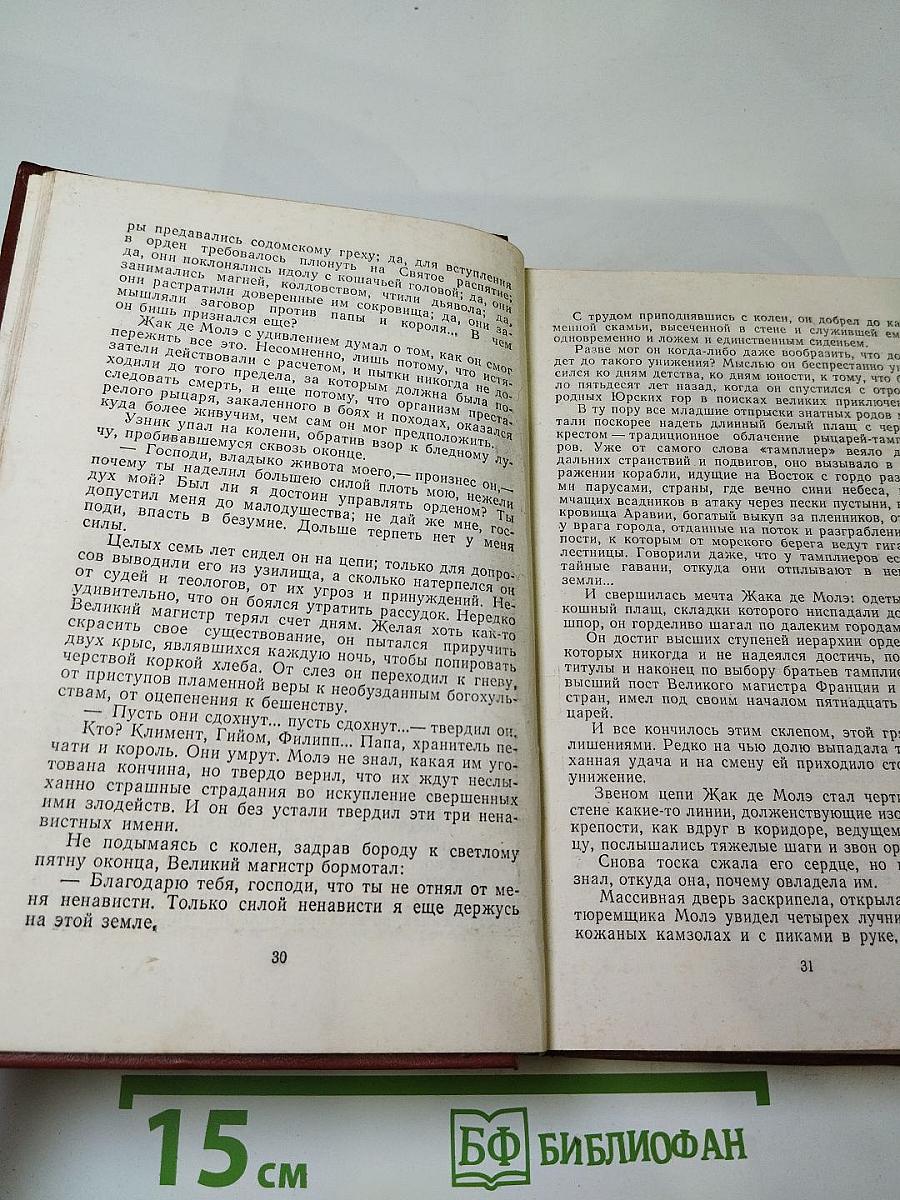 ры предавались содомскому греху; да, для вступления
в орден требовалось плюнуть на Святое распятие;
да, они поклонялись идолу с кошачьей головой; да, они
занимались магией, колдовством, чтили дьявола; да,
они растратили доверенные им сокровища; да, они за-
мышляли заговор против папы и короля... В чем
он бишь признался еще?
Жак де Молэ с удивлением думал о том, как он смог
пережить все это. Несомненно, лишь потому, что истя-
затели действовали с расчетом, и пытки никогда не до-
ходили до того предела, за которым должна была по-
следовать смерть, и еще потому, что организм преста-
релого рыцаря, закаленного в боях и походах, оказался
куда более живучим, чем сам он мог предположить.
Узник упал на колени, обратив взор к бледному лу-
чу, пробивавшемуся сквозь оконце.
— Господи, владыко живота моего,— произнес он,—
почему ты наделил большею силой плоть мою, нежели
дух мой? Был ли я достоин управлять орденом? Ты
допустил меня до малодушества; не дай же мне, гос-
поди, впасть в безумие. Дольше терпеть нет у меня
силы.
Целых семь лет сидел он на цепи; только для допро-
сов выводили его из узилища, а сколько натерпелся он
от судей и теологов, от их угроз и принуждений. Не-
удивительно, что он боялся утратить рассудок. Нередко
Великий магистр терял счет дням. Желая хоть как-то
скрасить свое существование, он пытался приручить
двух крыс, являвшихся каждую ночь, чтобы попировать
черствой коркой хлеба. От слез он переходил к гневу,
от приступов пламенной веры к необузданным богохуль-
ствам, от оцепенения к бешенству.
— Пусть они сдохнут... пусть сдохнут...— твердил он.
Кто? Климент, Гийом, Филипп... Папа, хранитель пе-
чати и король. Они умрут. Молэ не знал, какая им уго-
тована кончина, но твердо верил, что их ждут неслы-
ханно страшные страдания во искупление свершенных
ими злодейств. И он без устали твердил эти три нена-
вистных имени.
Не подымаясь с колен, задрав бороду к светлому
пятну оконца, Великий магистр бормотал:
— Благодарю тебя, господи, что ты не отнял от ме-
ня ненависти. Только силой ненависти я еще держусь
на этой земле.
30
С трудом приподнявшись с колен, он добрел до ка-
менной скамьи, высеченной в стене и служившей ем
одновременно и ложем и единственным сиденьем.
Разве мог он когда-либо даже вообразить, что до
дет до такого унижения? Мыслью он беспрестанно ун
сился ко дням детства, ко дням юности, к тому, что б
ло пятьдесят лет назад, когда он спустился с отро
родных Юрских гор в поисках великих приключен
В ту пору все младшие отпрыски знатных родов м
тали поскорее надеть длинный белый плащ с чер
крестом — традиционное облачение рыцарей-тамп
ров. Уже от самого слова «тамплиер» веяло д
дальних странствий и подвигов, оно вызывало в
ражении корабли, идущие на Восток с гордо раз
ми парусами, страны, где вечно сини небеса,
мчащих всадников в атаку через пески пустыни,
кровища Аравии, богатый выкуп за пленников, от
у врага города, отданные на поток и разграблени
пости, к которым от морского берега ведут гига
лестницы. Говорили даже, что у тамплиеров ес
тайные гавани, откуда они отплывают в не
земли...
И свершилась мечта Жака де Молэ: одеты
кошный плащ, складки которого ниспадали до
шпор, он горделиво шагал по далеким городам
Он достиг высших ступеней иерархии орде
которых никогда и не надеялся достичь, по
титулы и наконец по выбору братьев тамплие
высший пост Великого магистра Франции и
стран, имел под своим началом пятнадцать
царей.
И все кончилось этим склепом, этой гря
лишениями. Редко на чью долю выпадала т
ханная удача и на смену ей приходило сто
унижение.
Звеном цепи Жак де Молэ стал черти
стене какие-то линии, долженствующие изо
крепости, как вдруг в коридоре, ведущем
цу, послышались тяжелые шаги и звон ор
Снова тоска сжала его сердце, но
знал, откуда она, почему овладела им.
Массивная дверь заскрипела, открыла
тюремщика Молэ увидел четырех лучни
кожаных камзолах и с пиками в руке,
31
15 см
БФ БИБЛИОФАН